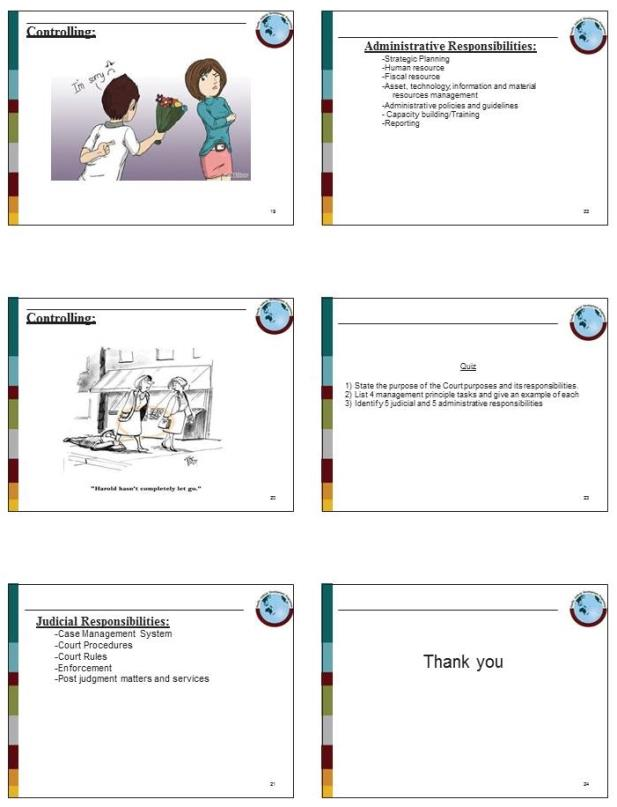 Controlling:
I'm sorry
19
Controlling:
"Harold hasn't completely let go."
20
Judicial Responsibilities:
-Case Management System
-Court Procedures
-Court Rules
-Enforcement
-Post judgment matters and services
21
Administrative Responsibilities:
-Strategic Planning
-Human resource
-Fiscal resource
-Asset, technology, information and material
resources management
-Administrative policies and guidelines
- Capacity building/Training
-Reporting
22
Quiz
1) State the purpose of the Court purposes and its responsibilities.
2) List 4 management principle tasks and give an example of each
3) Identify 5 judicial and 5 administrative responsibilities
23
Thank you
24